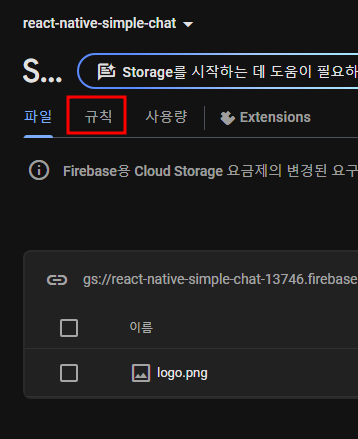 react-native-simple-chat
S... Storage를 시작하는 데 도움이 필요하
파일 규칙 사용량 Extensions
Firebase용 Cloud Storage 요금제의 변경된 요구
gs://react-native-simple-chat-13746.firebase
이름
logo.png